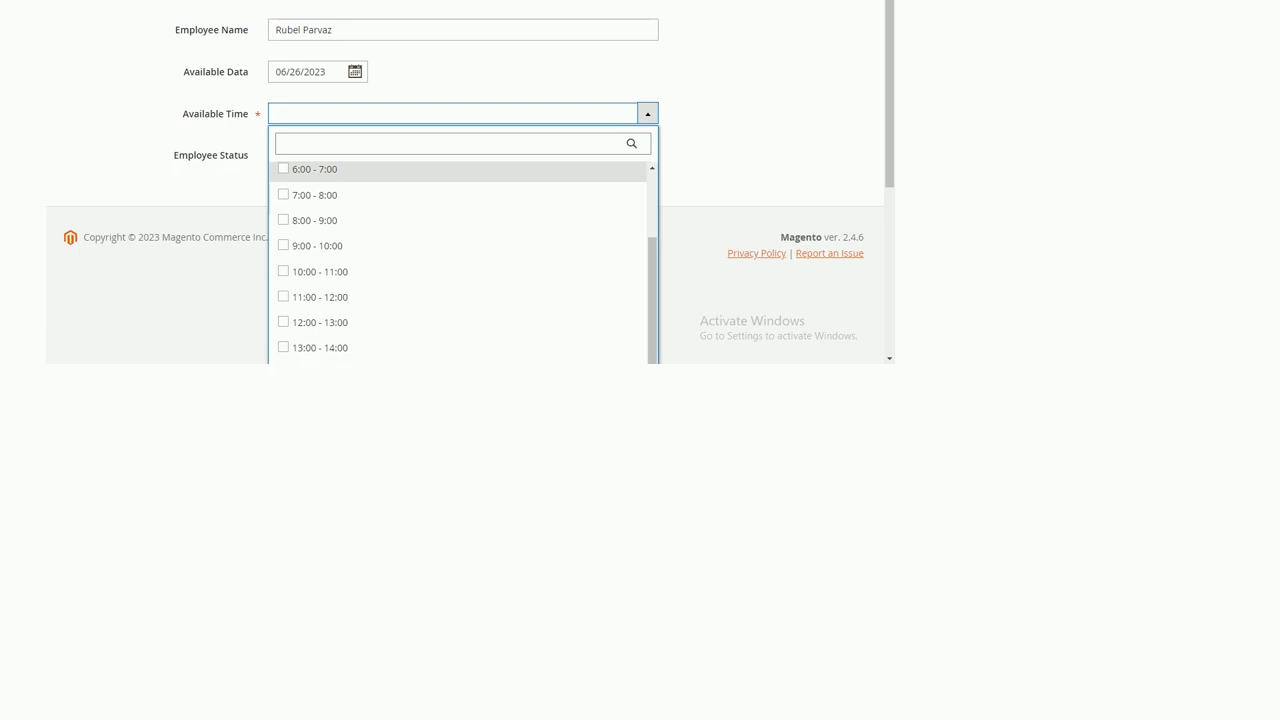 Employee Name
Rubel Parvaz
Available Data
06/26/2023
Available Time *
Employee Status
6:00 - 7:00
7:00 - 8:00
8:00 - 9:00
9:00 - 10:00
10:00 - 11:00
11:00 - 12:00
12:00 - 13:00
13:00 - 14:00
Copyright © 2023 Magento Commerce Inc.
Magento ver. 2.4.6
Privacy Policy | Report an Issue
Activate Windows
Go to Settings to activate Windows.